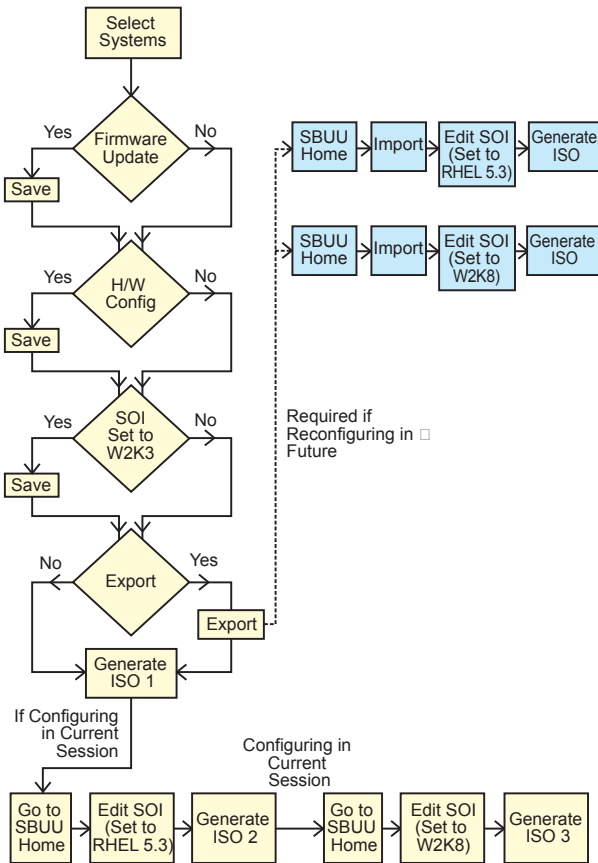 Select
Systems
Firmware
Update
Yes
No
Save
H/W
Config
Yes
No
Save
SOI
Set to
W2K3
Yes
No
Save
Export
No
Yes
Export
Generate
ISO 1
SBUU
Home
Import
Edit SOI
(Set to
RHEL 5.3)
Generate
ISO
SBUU
Home
Import
Edit SOI
(Set to
W2K8)
Generate
ISO
Required if
Reconfiguring in □
Future
If Configuring
in Current
Session
Configuring in
Current
Session
Go to
SBUU
Home
Edit SOI
(Set to
RHEL 5.3)
Generate
ISO 2
Go to
SBUU
Home
Edit SOI
(Set to
W2K8)
Generate
ISO 3